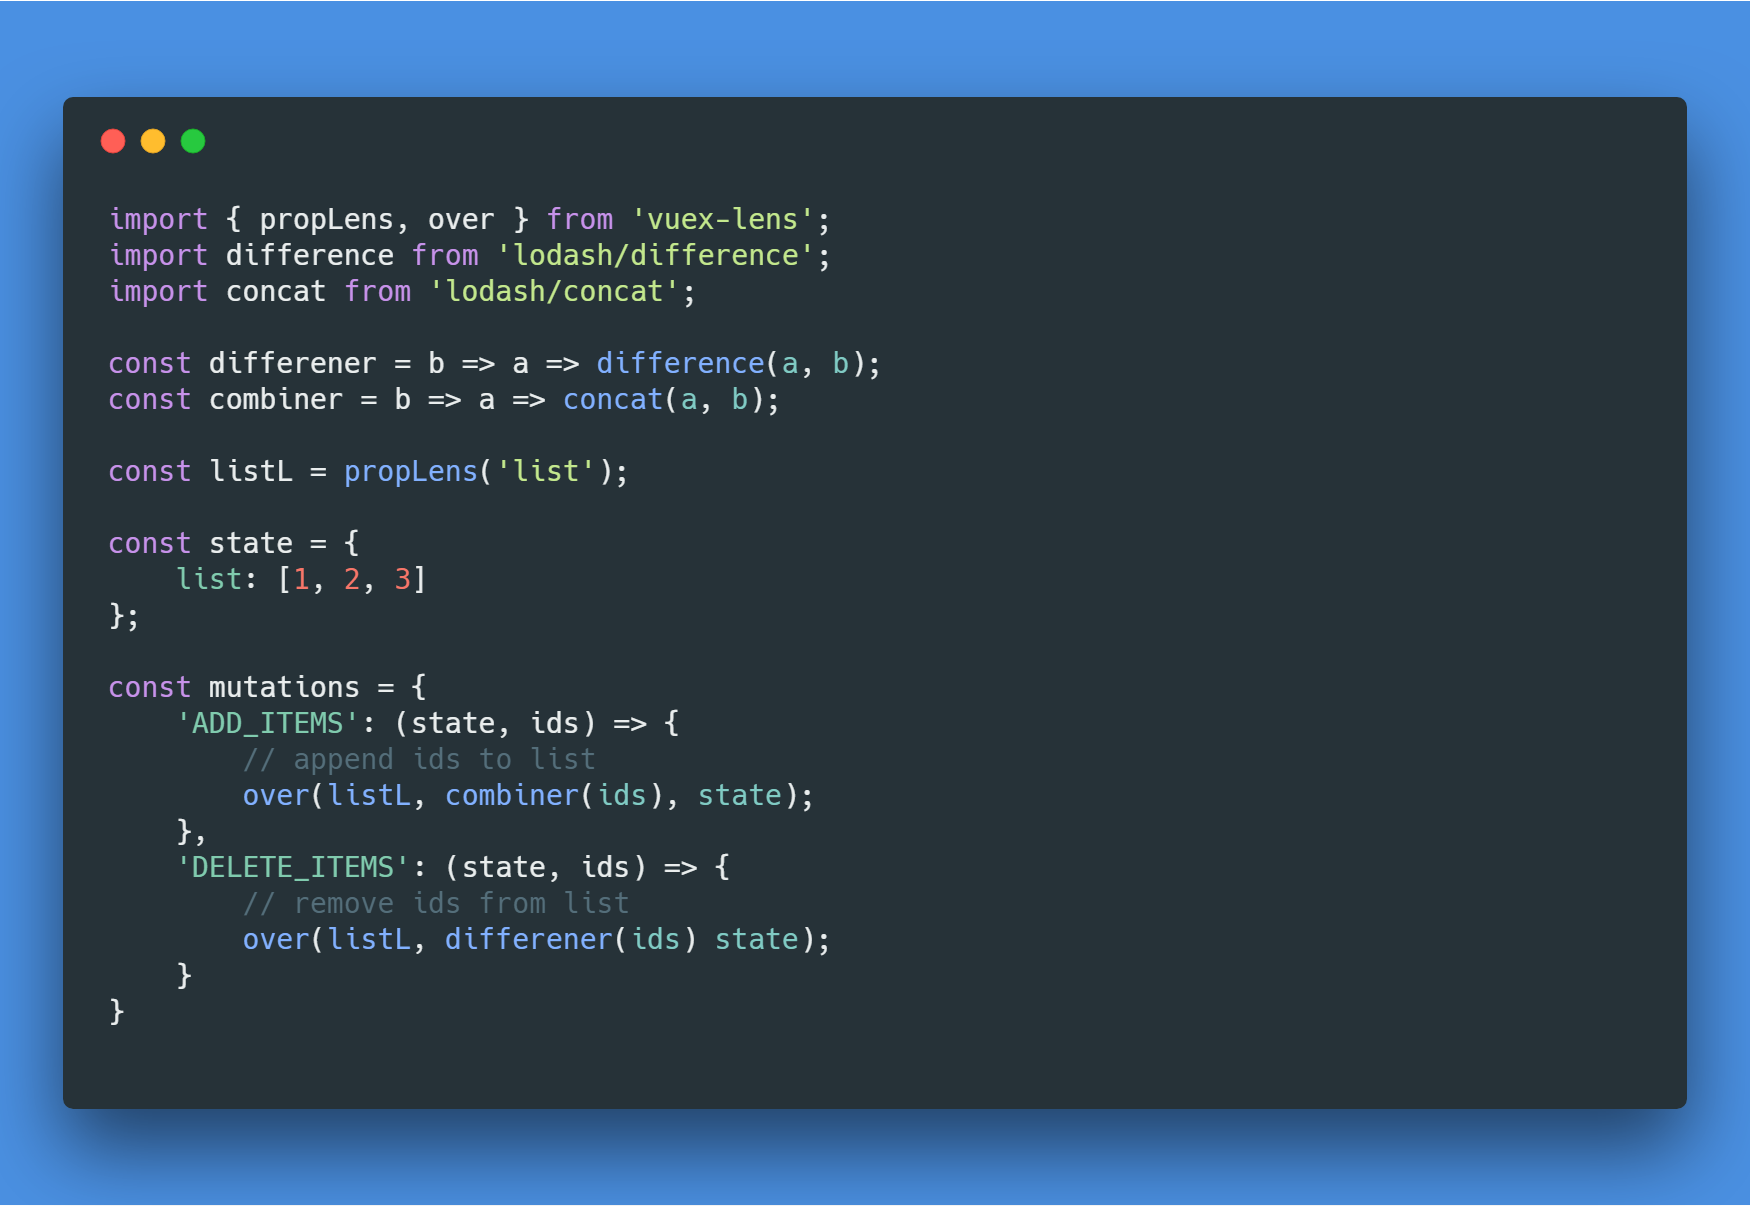 import { propLens, over } from 'vuex-lens';
import difference from 'lodash/difference';
import concat from 'lodash/concat';

const differener = b => a => difference(a, b);
const combiner = b => a => concat(a, b);

const listL = propLens('list');

const state = {
    list: [1, 2, 3]
};

const mutations = {
    'ADD_ITEMS': (state, ids) => {
        // append ids to list
        over(listL, combiner(ids), state);
    },
    'DELETE_ITEMS': (state, ids) => {
        // remove ids from list
        over(listL, differener(ids) state);
    }
}